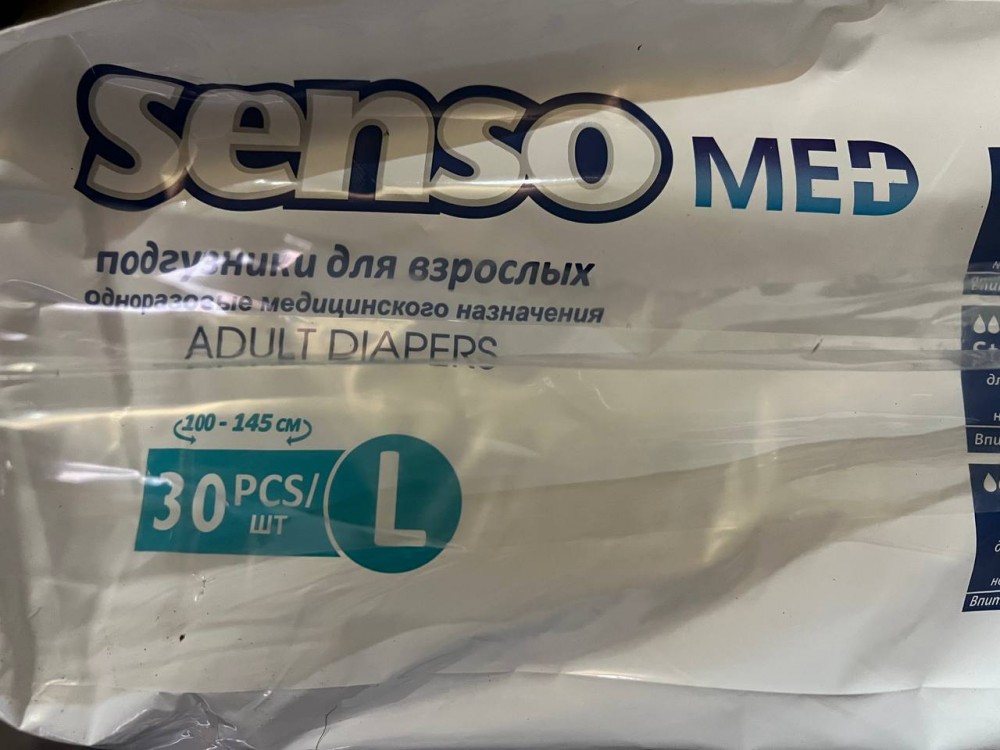 senso MED
подгузники для взрослых
одноразовые медицинского назначения
ADULT DIAPERS
100 - 145 см
30 PCS/
шт
L